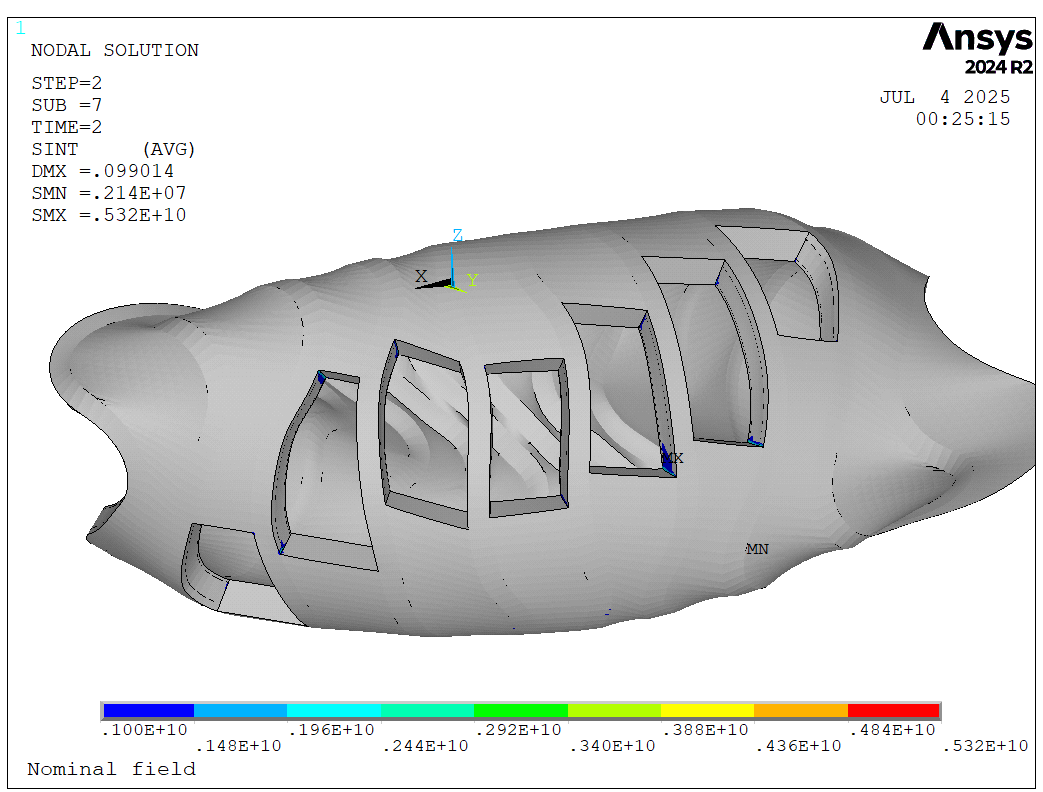 1
NODAL SOLUTION
STEP=2
SUB =7
TIME=2
SINT (AVG)
DMX =.099014
SMN =.214E+07
SMX =.532E+10
Ansys
2024 R2
JUL 4 2025
00:25:15
Z
X
Y
MX
MN
.100E+10
.148E+10
.196E+10
.244E+10
.292E+10
.340E+10
.388E+10
.436E+10
.484E+10
.532E+10
Nominal field